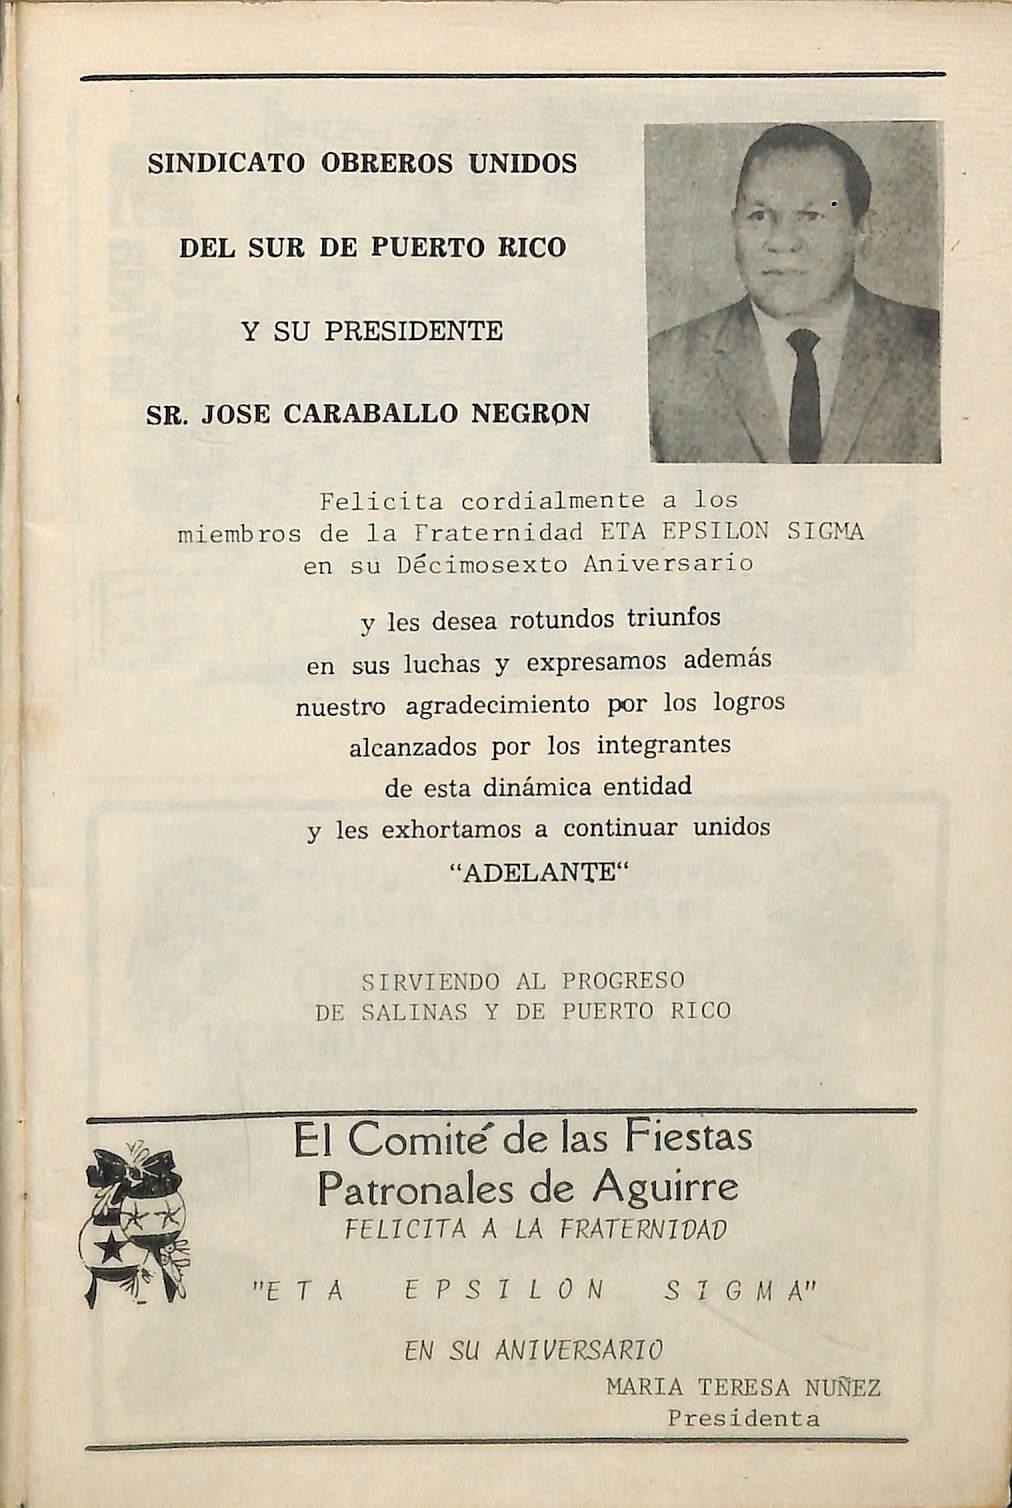 SINDICATO OBREROS UNIDOS
DEL SUR DE PUERTO RICO
Y SU PRESIDENTE
SR. JOSE CARABALLO NEGRON
Felicita cordialmente a los
miembros de la Fraternidad ETA EPSILON SIGMA
en su Décimosexto Aniversario
y les desea rotundos triunfos
en sus luchas y expresamos además
nuestro agradecimiento por los logros
alcanzados por los integrantes
de esta dinámica entidad
y les exhortamos a continuar unidos
“ADELANTE“
SIRVIENDO AL PROGRESO
DE SALINAS Y DE PUERTO RICO
El Comité de las Fiestas
Patronales de Aguirre
FELICITA A LA FRATERNIDAD
"ETA EPSILON SIGMA"
EN SU ANIVERSARIO
MARIA TERESA NUÑEZ
Presidenta